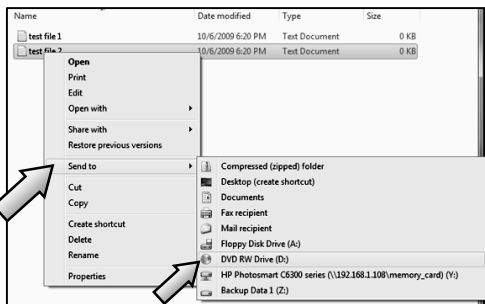 Name Date modified Type Size
test file 1 10/6/2009 6:20 PM Text Document 0 KB
test file 2 10/6/2009 6:20 PM Text Document 0 KB
Open
Print
Edit
Open with
Share with
Restore previous versions
Send to
Cut
Copy
Create shortcut
Delete
Rename
Properties
Compressed (zipped) folder
Desktop (create shortcut)
Documents
Fax recipient
Mail recipient
Floppy Disk Drive (A:)
DVD RW Drive (D:)
HP Photosmart C6300 series (\\192.168.1.108\memory_card) (Y:)
Backup Data 1 (Z:)